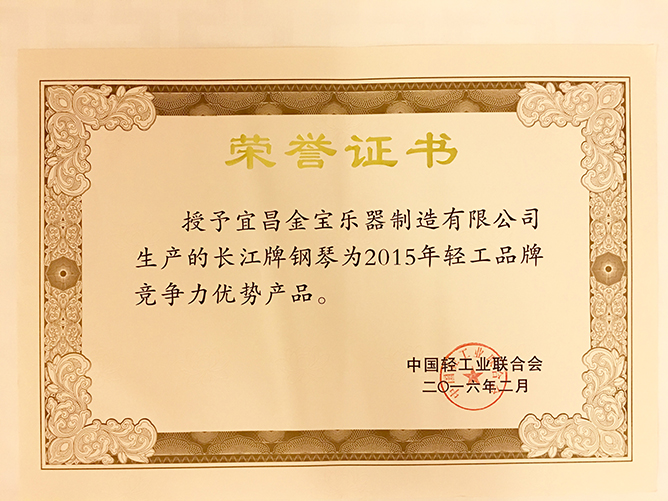 荣誉证书
授予宜昌金宝乐器制造有限公司
生产的长江牌钢琴为2015年轻工品牌
竞争力优势产品。
中国轻工业联合会
二〇一六年二月